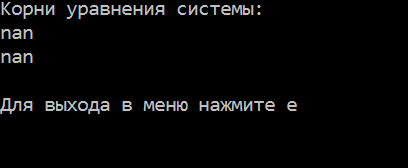 Корни уравнения системы:
nan
nan
Для выхода в меню нажмите е